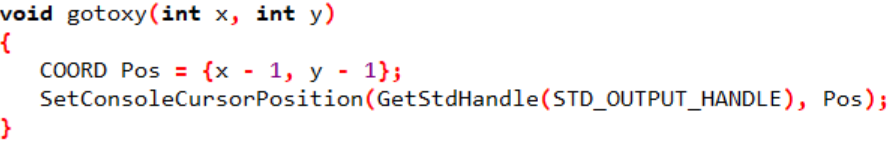 void gotoxy(int x, int y)
{
COORD Pos = {x - 1, y - 1};
SetConsoleCursorPosition(GetStdHandle(STD_OUTPUT_HANDLE), Pos);
}